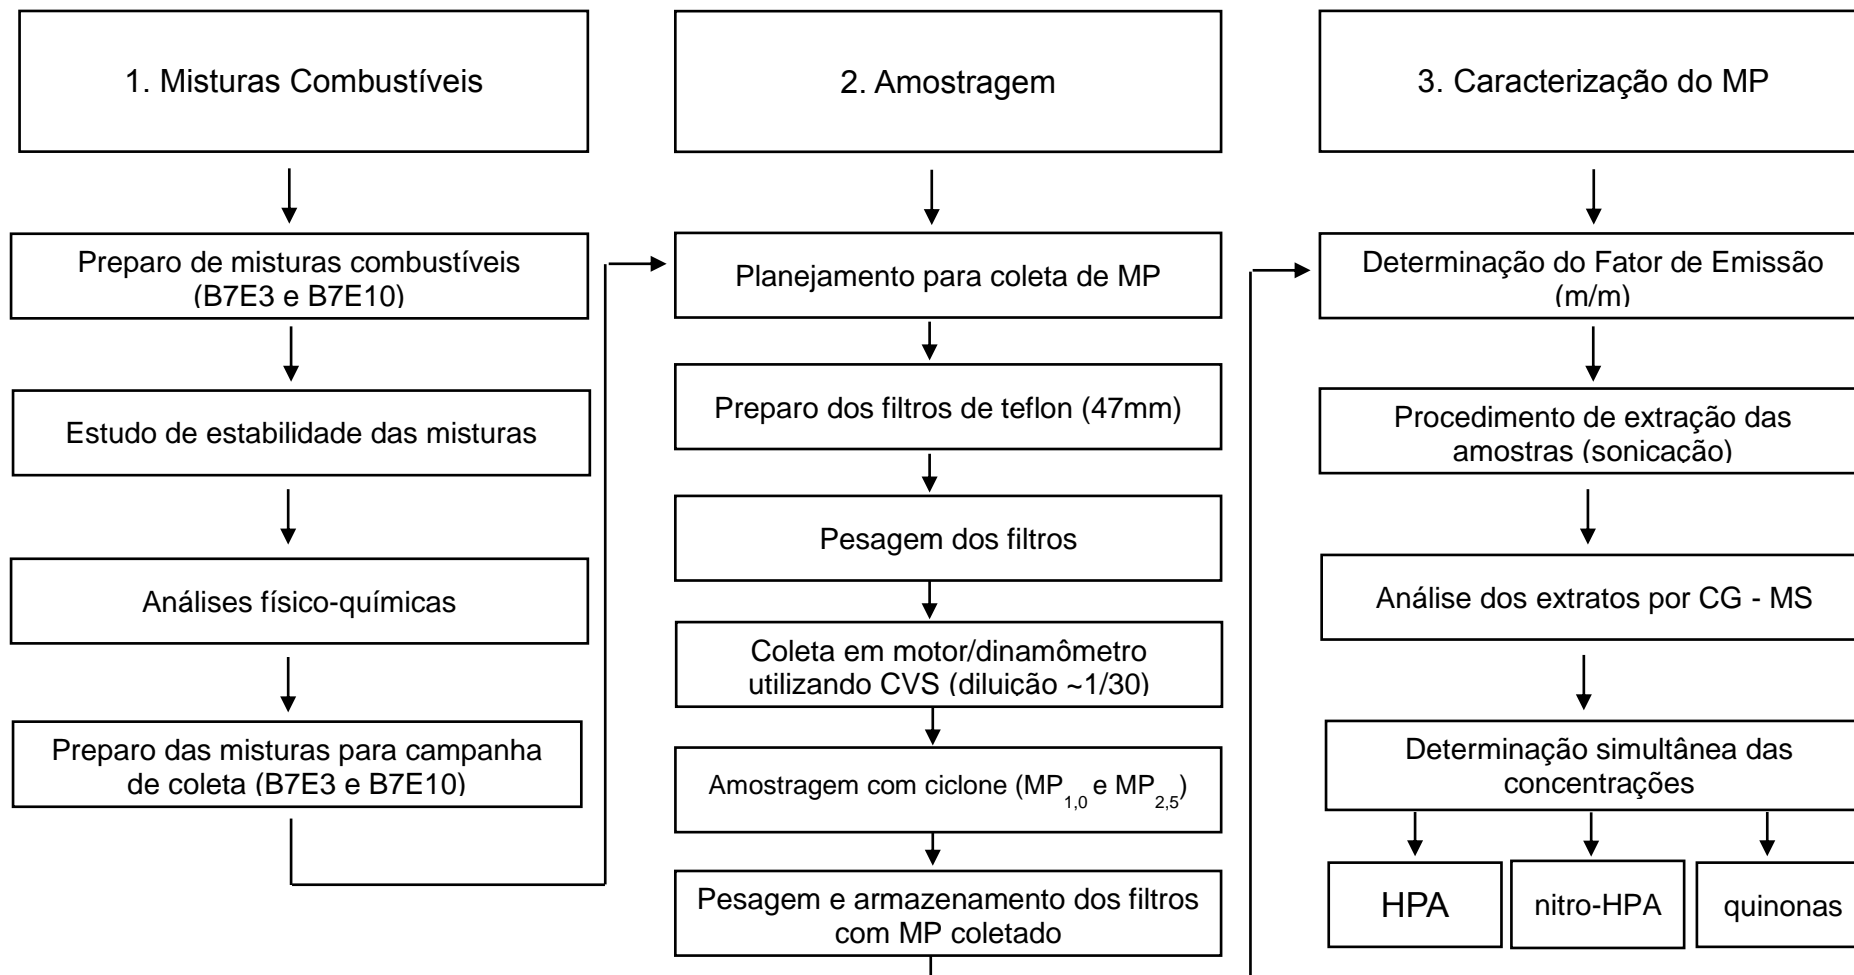 1. Misturas Combustíveis
Preparo de misturas combustíveis
(B7E3 e B7E10)
Estudo de estabilidade das misturas
Análises físico-químicas
Preparo das misturas para campanha
de coleta (B7E3 e B7E10)
2. Amostragem
Planejamento para coleta de MP
Preparo dos filtros de teflon (47mm)
Pesagem dos filtros
Coleta em motor/dinamômetro
utilizando CVS (diluição ~1/30)
Amostragem com ciclone (MP1,0 e MP2,5)
Pesagem e armazenamento dos filtros
com MP coletado
3. Caracterização do MP
Determinação do Fator de Emissão
(m/m)
Procedimento de extração das
amostras (sonicação)
Análise dos extratos por CG - MS
Determinação simultânea das
concentrações
HPA
nitro-HPA
quinonas